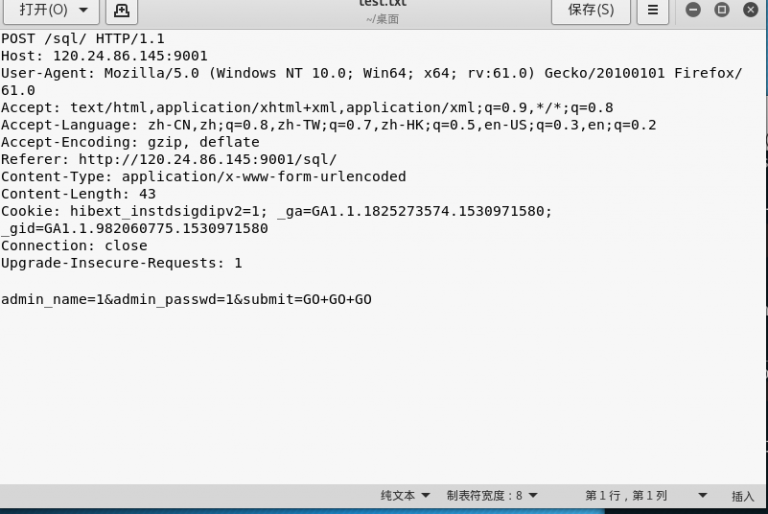 打开(O)
test.txt
~/桌面
保存(S)
POST /sql/ HTTP/1.1
Host: 120.24.86.145:9001
User-Agent: Mozilla/5.0 (Windows NT 10.0; Win64; x64; rv:61.0) Gecko/20100101 Firefox/
61.0
Accept: text/html,application/xhtml+xml,application/xml;q=0.9,*/*;q=0.8
Accept-Language: zh-CN,zh;q=0.8,zh-TW;q=0.7,zh-HK;q=0.5,en-US;q=0.3,en;q=0.2
Accept-Encoding: gzip, deflate
Referer: http://120.24.86.145:9001/sql/
Content-Type: application/x-www-form-urlencoded
Content-Length: 43
Cookie: hibext_instdsigdipv2=1; _ga=GA1.1.1825273574.1530971580;
_gid=GA1.1.982060775.1530971580
Connection: close
Upgrade-Insecure-Requests: 1
admin_name=1&admin_passwd=1&submit=GO+GO+GO
纯文本 制表符宽度：8 第 1 行，第 1 列 插入